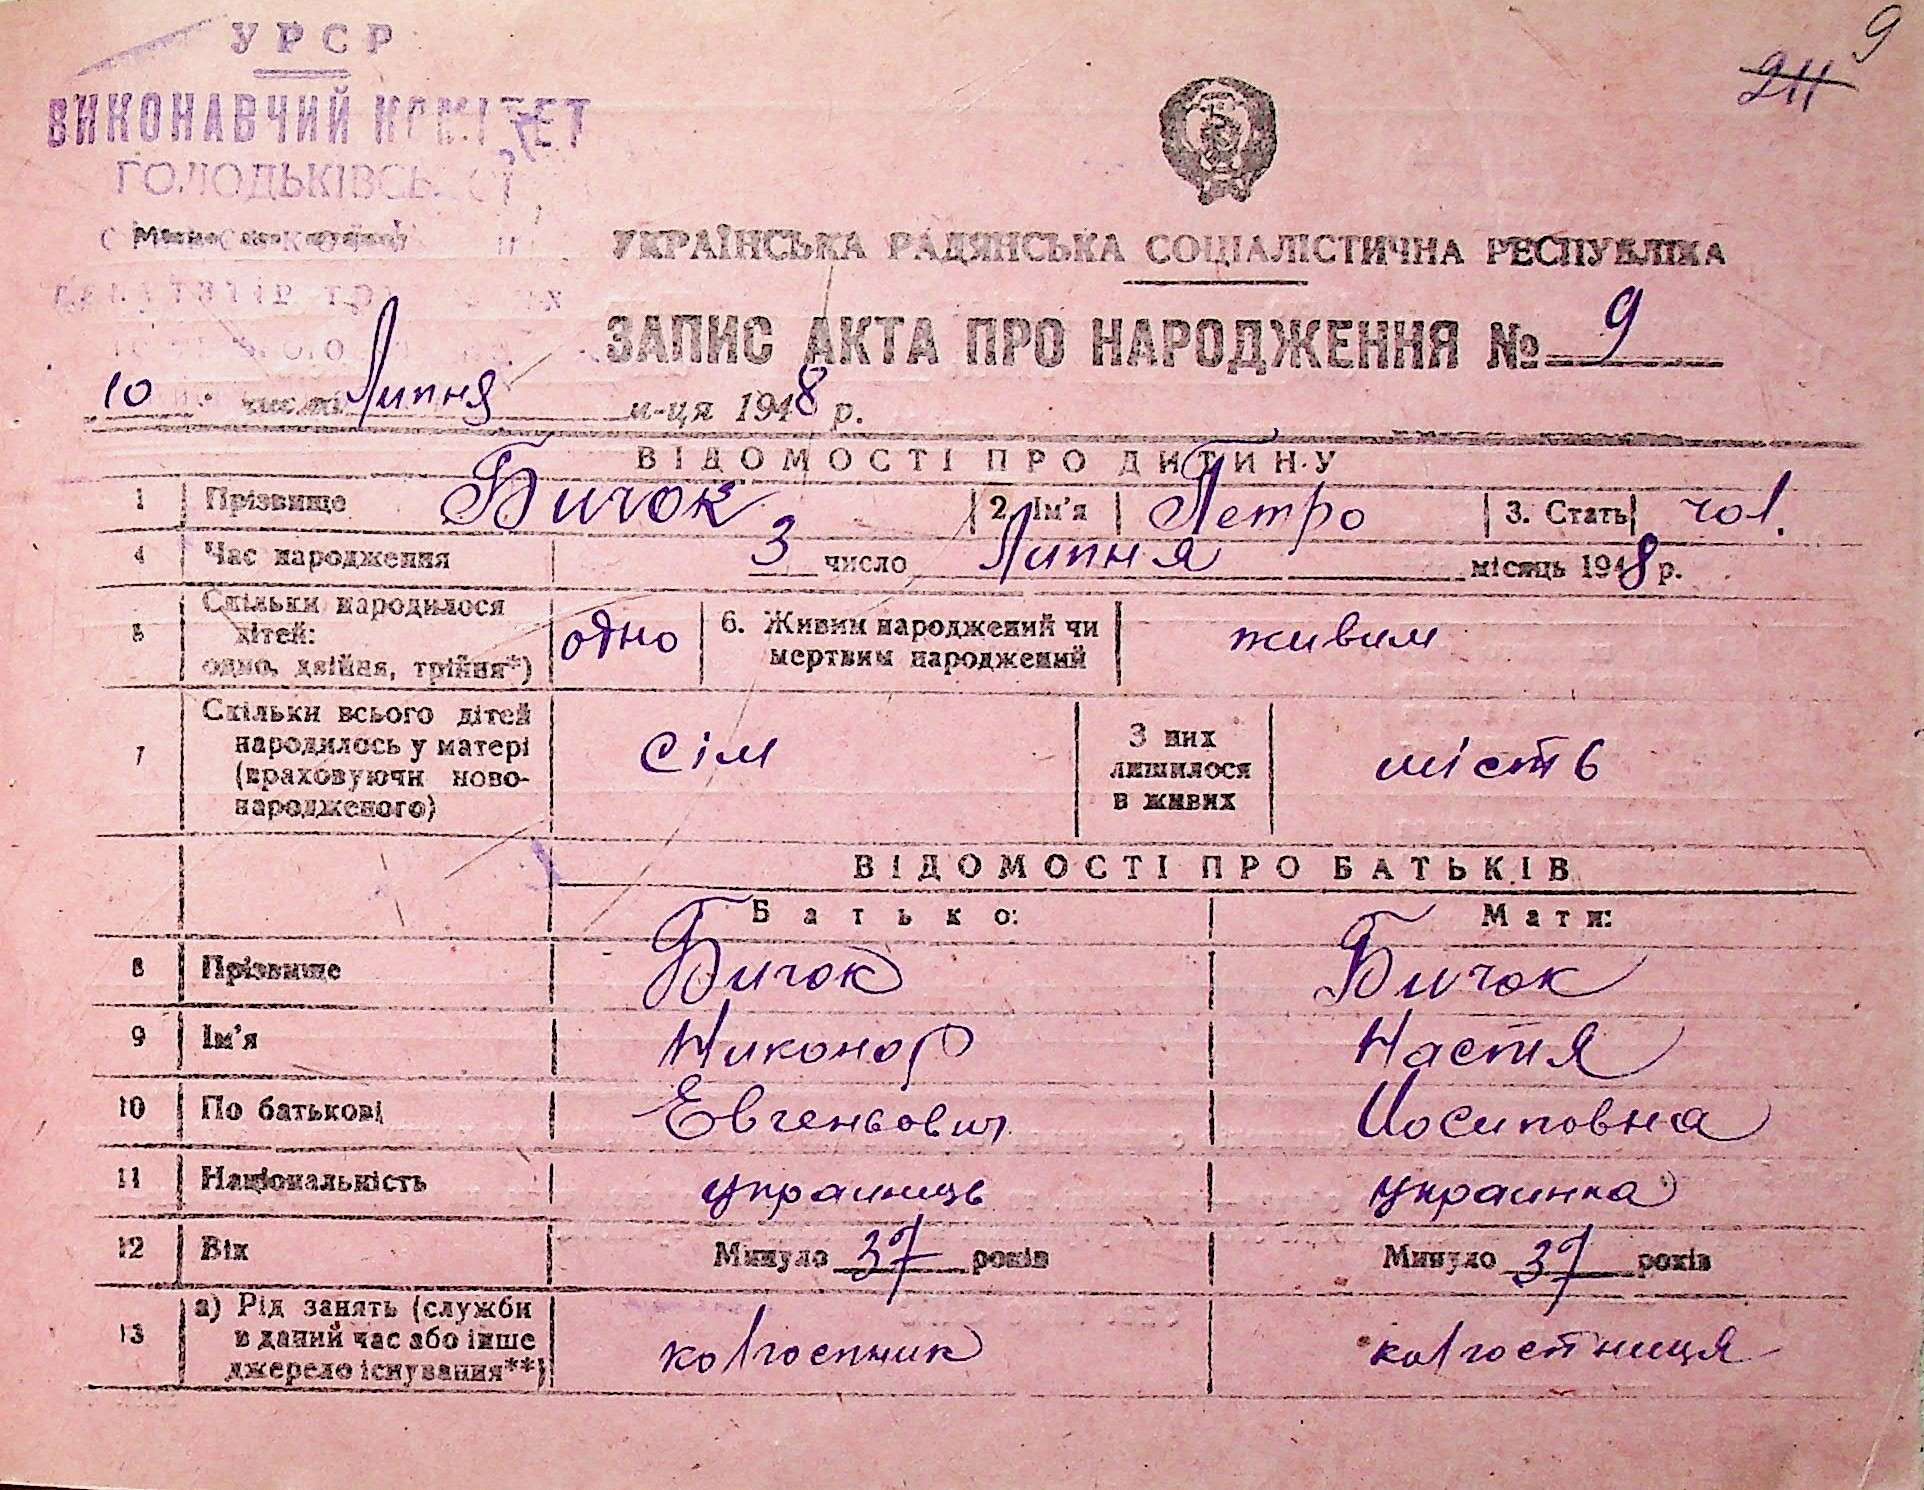 9
211
УРСР
ВИКОНАВЧИЙ КОМІТЕТ
ГОЛОДЬКІВСЬКОЇ
УКРАЇНСЬКА РАДЯНСЬКА СОЦІАЛІСТИЧНА РЕСПУБЛІКА
ЗАПИС АКТА ПРО НАРОДЖЕННЯ № 9
10 числа Липня м-ця 1948 р.
ВІДОМОСТІ ПРО ДИТИНУ
1 Прізвище Бичок 2. Ім'я Петро 3. Стать чол.
4 Час народження 3 число Липня місяць 1948 р.
5 Скільки народилося дітей: одно, двійня, трійня*) одно 6. Живим народжений чи мертвим народжений живим
7 Скільки всього дітей народилось у матері (враховуючи новонародженого) сім З них лишилося в живих шість
ВІДОМОСТІ ПРО БАТЬКІВ
Батько: Мати:
8 Прізвище Бичок Бичок
9 Ім'я Никонор Настя
10 По батькові Евгеньович Иосиповна
11 Національність украинець украинка
12 Вік Минуло 37 років Минуло 37 років
13 а) Рід занять (служби в даний час або інше джерело існування**) колгоспник колгостниця